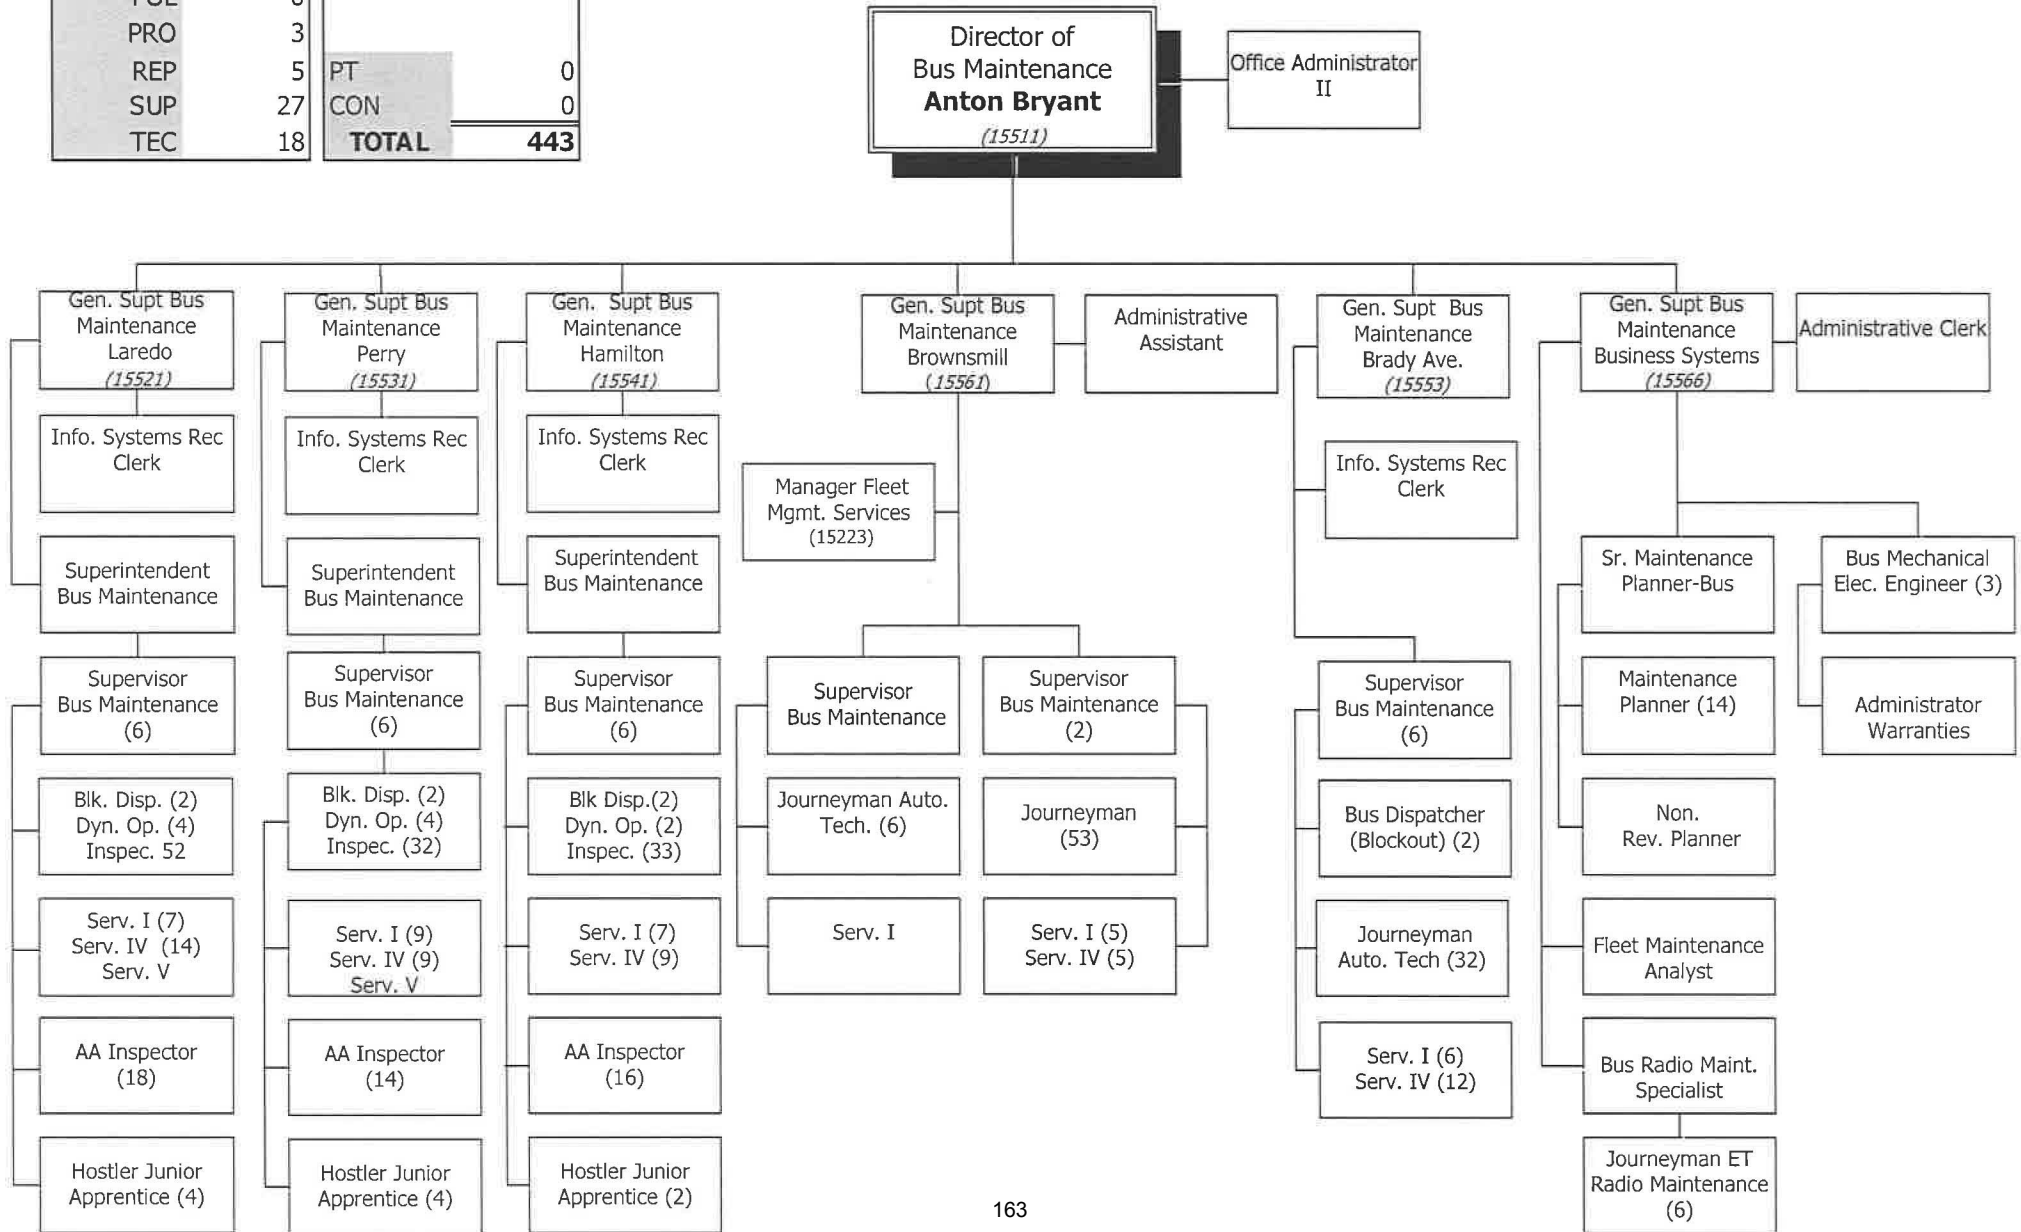 PRO 3
REP 5 PT 0
SUP 27 CON 0
TEC 18 TOTAL 443
Director of
Bus Maintenance
Anton Bryant
(15511)
Office Administrator
II
Gen. Supt Bus
Maintenance
Laredo
(15521)
Info. Systems Rec
Clerk
Superintendent
Bus Maintenance
Supervisor
Bus Maintenance
(6)
Blk. Disp. (2)
Dyn. Op. (4)
Inspec. 52
Serv. I (7)
Serv. IV (14)
Serv. V
AA Inspector
(18)
Hostler Junior
Apprentice (4)
Gen. Supt Bus
Maintenance
Perry
(15531)
Info. Systems Rec
Clerk
Superintendent
Bus Maintenance
Supervisor
Bus Maintenance
(6)
Blk. Disp. (2)
Dyn. Op. (4)
Inspec. (32)
Serv. I (9)
Serv. IV (9)
Serv. V
AA Inspector
(14)
Hostler Junior
Apprentice (4)
Gen. Supt Bus
Maintenance
Hamilton
(15541)
Info. Systems Rec
Clerk
Superintendent
Bus Maintenance
Supervisor
Bus Maintenance
(6)
Blk Disp.(2)
Dyn. Op. (2)
Inspec. (33)
Serv. I (7)
Serv. IV (9)
AA Inspector
(16)
Hostler Junior
Apprentice (2)
Gen. Supt Bus
Maintenance
Brownsmill
(15561)
Administrative
Assistant
Manager Fleet
Mgmt. Services
(15223)
Supervisor
Bus Maintenance
Journeyman Auto.
Tech. (6)
Serv. I
Supervisor
Bus Maintenance
(2)
Journeyman
(53)
Serv. I (5)
Serv. IV (5)
Gen. Supt Bus
Maintenance
Brady Ave.
(15553)
Info. Systems Rec
Clerk
Supervisor
Bus Maintenance
(6)
Bus Dispatcher
(Blockout) (2)
Journeyman
Auto. Tech (32)
Serv. I (6)
Serv. IV (12)
Gen. Supt Bus
Maintenance
Business Systems
(15566)
Administrative Clerk
Sr. Maintenance
Planner-Bus
Maintenance
Planner (14)
Non.
Rev. Planner
Fleet Maintenance
Analyst
Bus Radio Maint.
Specialist
Journeyman ET
Radio Maintenance
(6)
Bus Mechanical
Elec. Engineer (3)
Administrator
Warranties
163